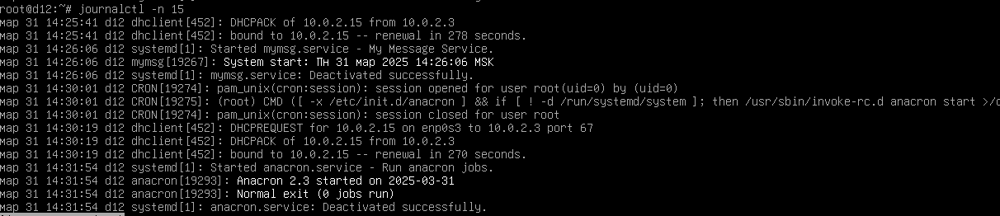 root@d12:~# journalctl -n 15
мар 31 14:25:41 d12 dhclient[452]: DHCPACK of 10.0.2.15 from 10.0.2.3
мар 31 14:25:41 d12 dhclient[452]: bound to 10.0.2.15 -- renewal in 278 seconds.
мар 31 14:26:06 d12 systemd[1]: Started mymsg.service - My Message Service.
мар 31 14:26:06 d12 mymsg[19267]: System start: Пн 31 мар 2025 14:26:06 MSK
мар 31 14:26:06 d12 systemd[1]: mymsg.service: Deactivated successfully.
мар 31 14:30:01 d12 CRON[19274]: pam_unix(cron:session): session opened for user root(uid=0) by (uid=0)
мар 31 14:30:01 d12 CRON[19275]: (root) CMD ([ -x /etc/init.d/anacron ] && if [ ! -d /run/systemd/system ]; then /usr/sbin/invoke-rc.d anacron start >/
мар 31 14:30:01 d12 CRON[19274]: pam_unix(cron:session): session closed for user root
мар 31 14:30:19 d12 dhclient[452]: DHCPREQUEST for 10.0.2.15 on enp0s3 to 10.0.2.3 port 67
мар 31 14:30:19 d12 dhclient[452]: DHCPACK of 10.0.2.15 from 10.0.2.3
мар 31 14:30:19 d12 dhclient[452]: bound to 10.0.2.15 -- renewal in 270 seconds.
мар 31 14:31:54 d12 systemd[1]: Started anacron.service - Run anacron jobs.
мар 31 14:31:54 d12 anacron[19293]: Anacron 2.3 started on 2025-03-31
мар 31 14:31:54 d12 anacron[19293]: Normal exit (0 jobs run)
мар 31 14:31:54 d12 systemd[1]: anacron.service: Deactivated successfully.